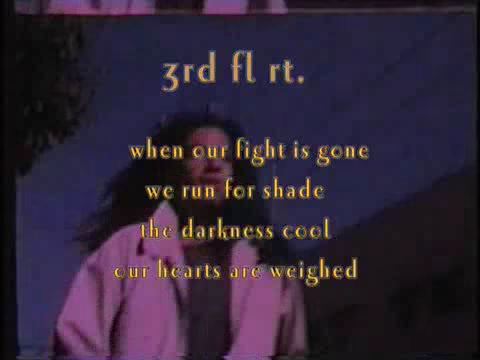 3rd fl rt.
when our fight is gone
we run for shade
the darkness cool
our hearts are weighed